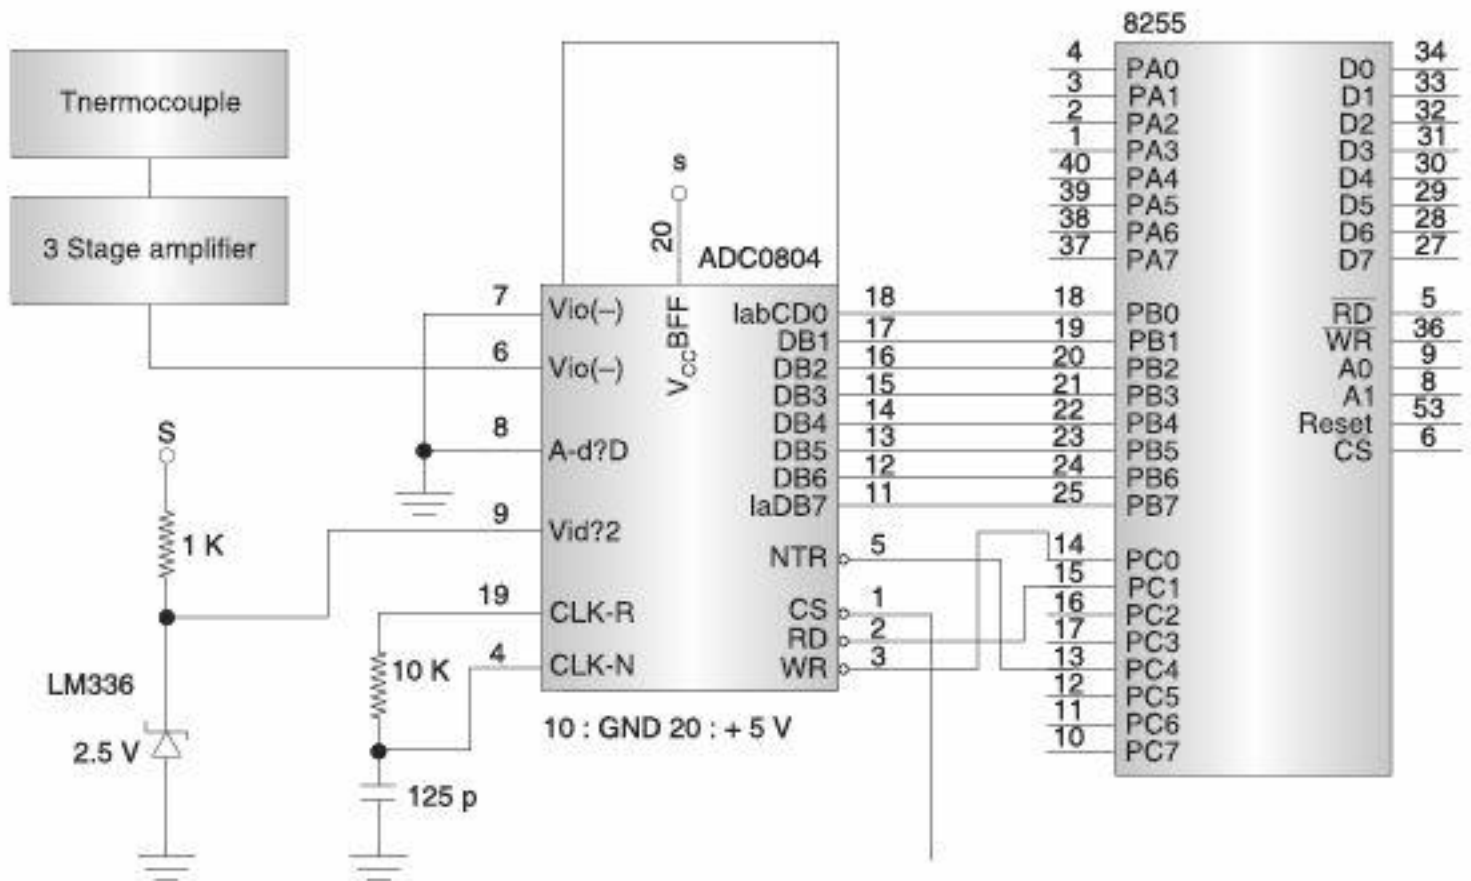 8255
Tnermocouple
3 Stage amplifier
s
20
ADC0804
VCCBFF
7 Vio(–)
6 Vio(–)
8 A-d?D
9 Vid?2
19 CLK-R
4 CLK-N
IabCD0 18
DB1 17
DB2 16
DB3 15
DB4 14
DB5 13
DB6 12
IaDB7 11
NTR 5
CS 1
RD 2
WR 3
10 : GND 20 : + 5 V
S
1 K
LM336
2.5 V
10 K
125 p
4 PA0
3 PA1
2 PA2
1 PA3
40 PA4
39 PA5
38 PA6
37 PA7
18 PB0
19 PB1
20 PB2
21 PB3
22 PB4
23 PB5
24 PB6
25 PB7
14 PC0
15 PC1
16 PC2
17 PC3
13 PC4
12 PC5
11 PC6
10 PC7
D0 34
D1 33
D2 32
D3 31
D4 30
D5 29
D6 28
D7 27
RD 5
WR 36
A0 9
A1 8
Reset 53
CS 6